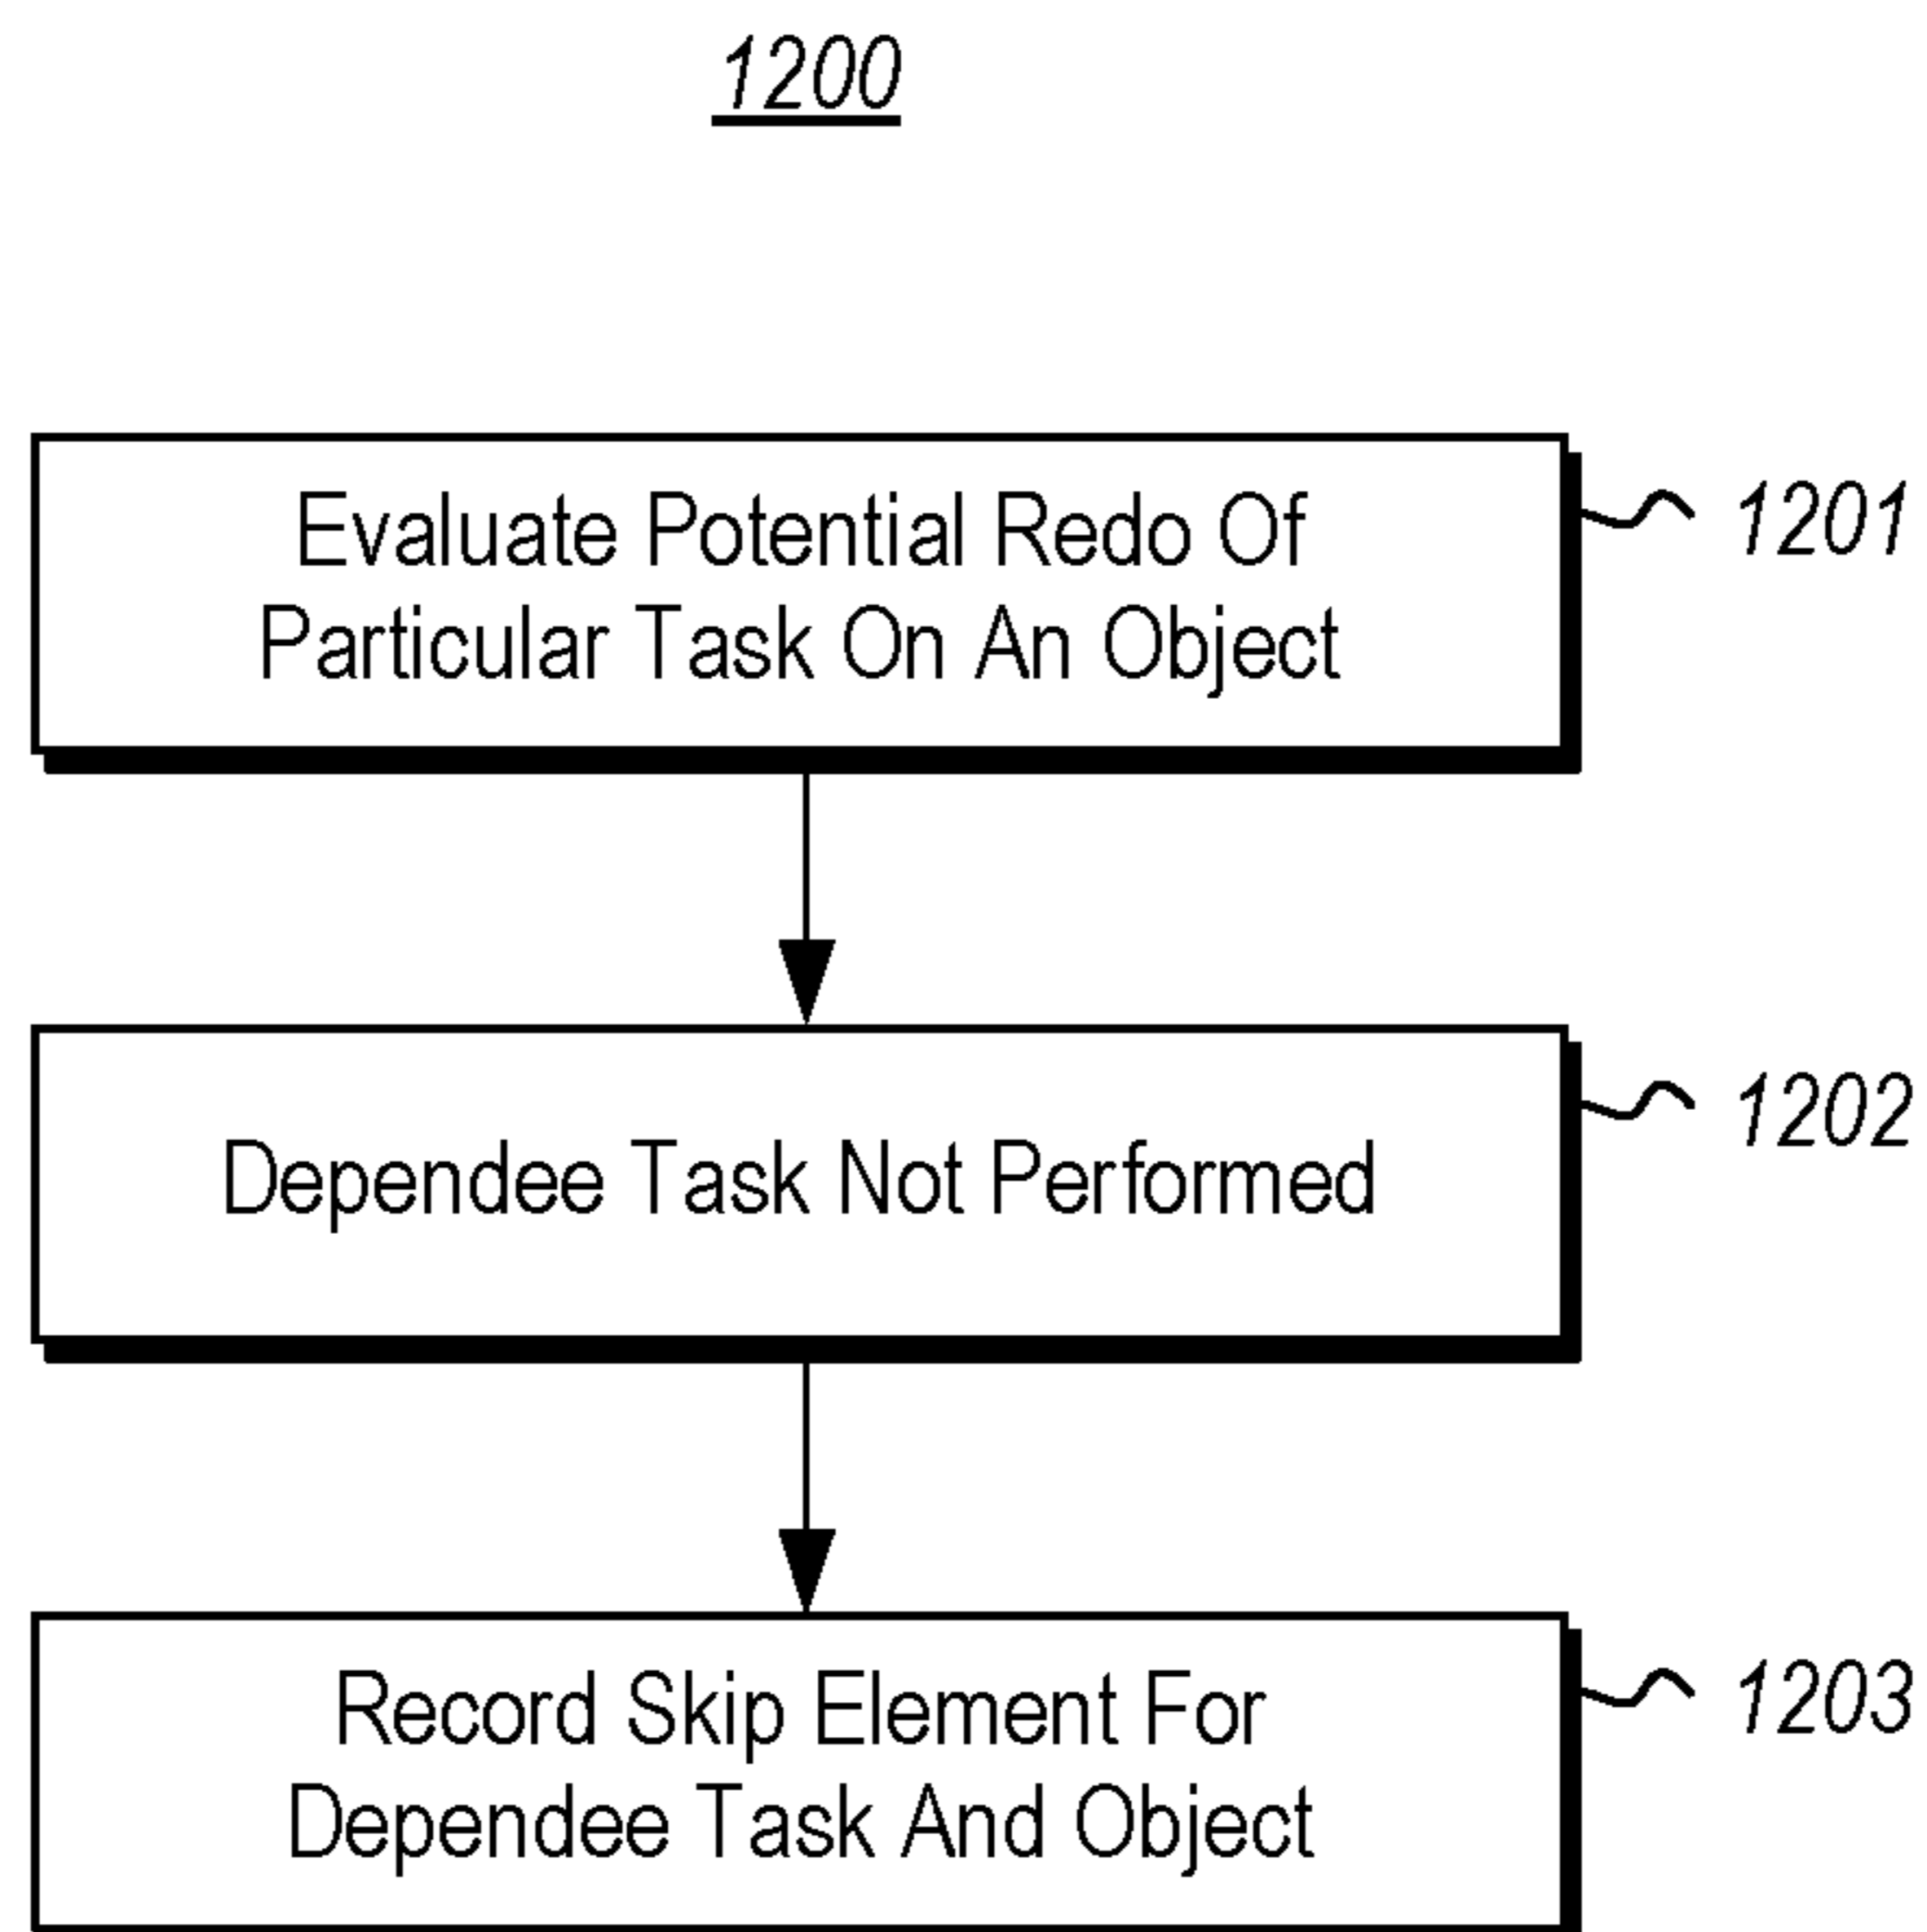 1200
Evaluate Potential Redo Of
Particular Task On An Object
1201
Dependee Task Not Performed
1202
Record Skip Element For
Dependee Task And Object
1203